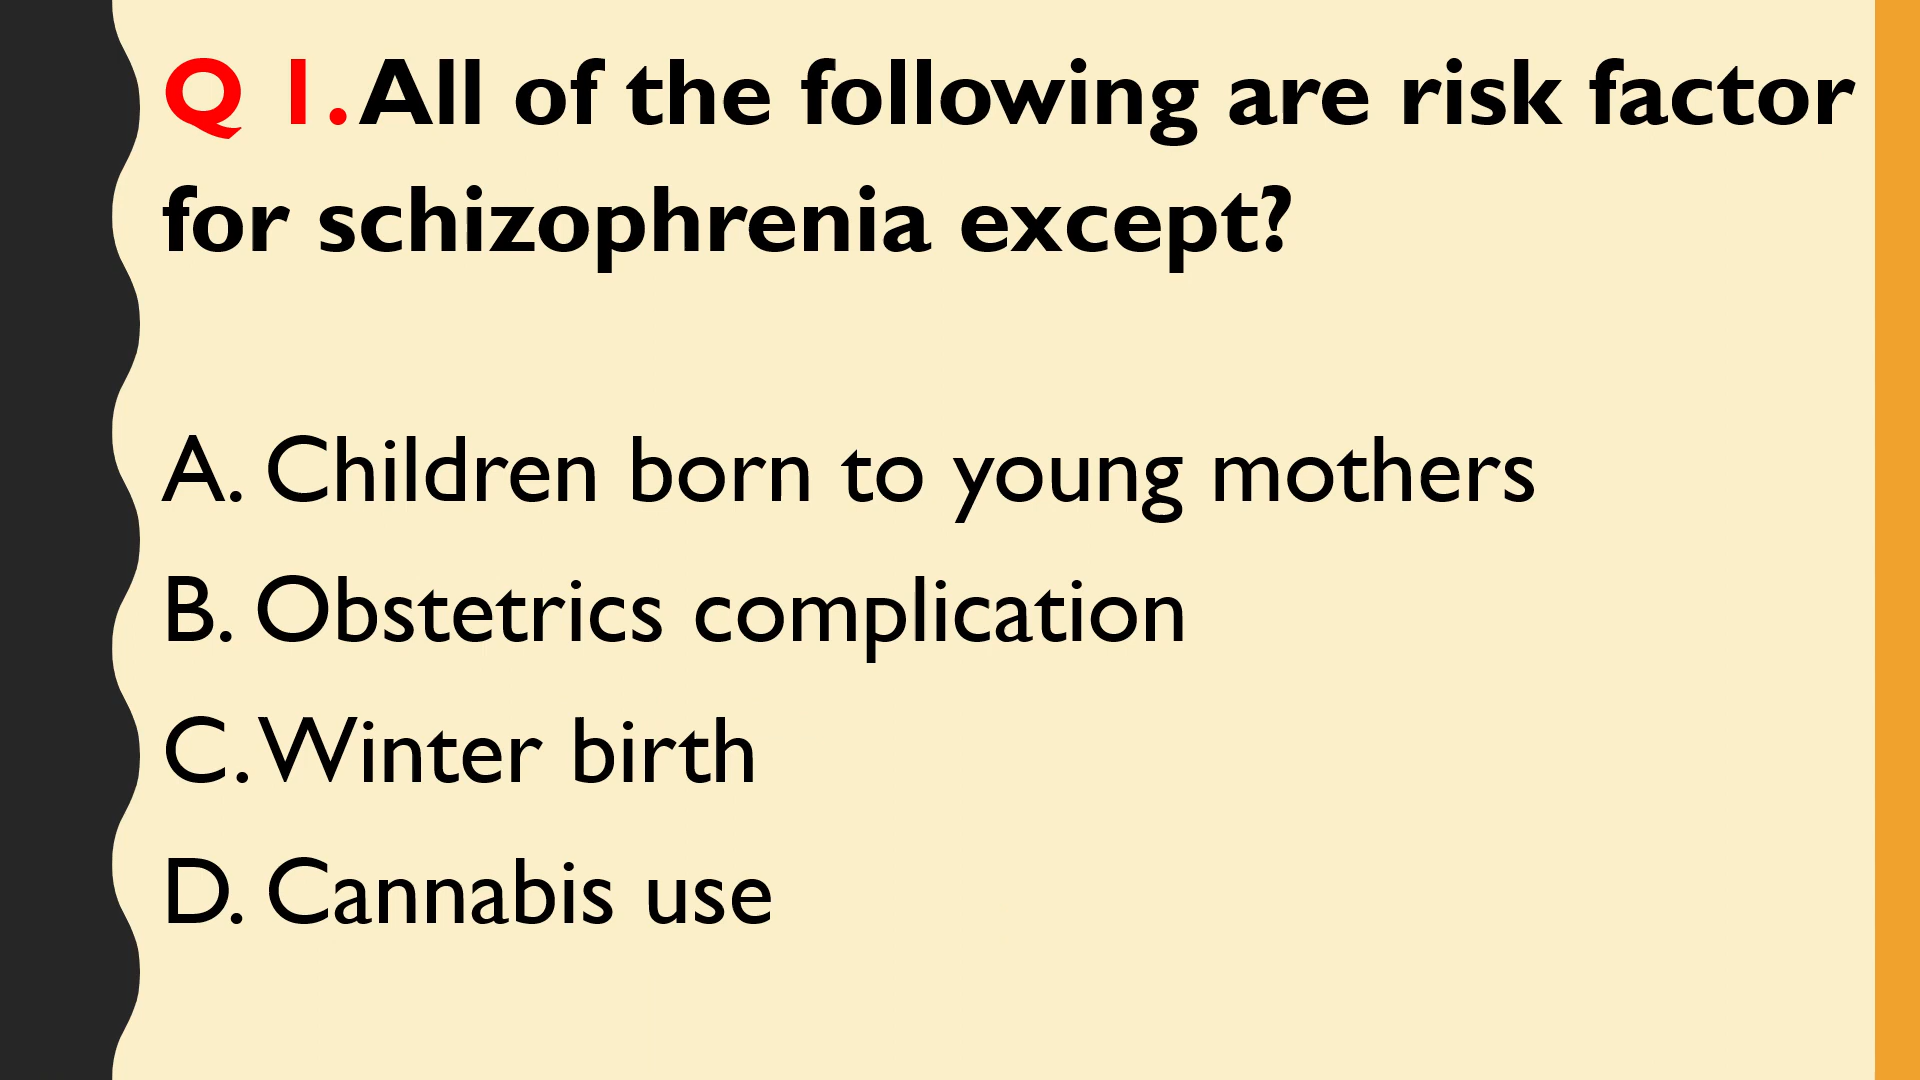 Q 1. All of the following are risk factor
for schizophrenia except?
A. Children born to young mothers
B. Obstetrics complication
C. Winter birth
D. Cannabis use